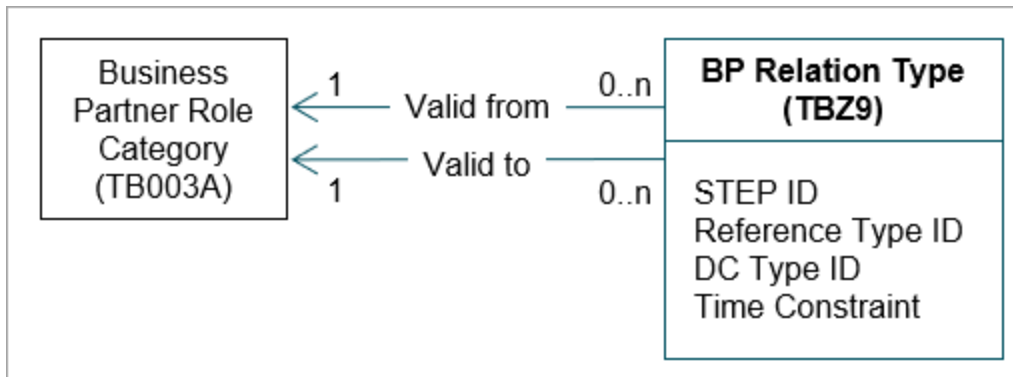 Business
Partner Role
Category
(TB003A)
1
Valid from
0..n
Valid to
1
0..n
BP Relation Type
(TBZ9)
STEP ID
Reference Type ID
DC Type ID
Time Constraint